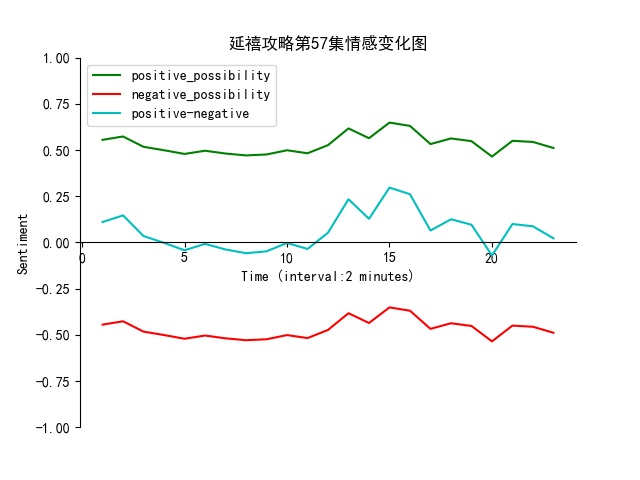 延禧攻略第57集情感变化图
positive_possibility
negative_possibility
positive-negative
1.00
0.75
0.50
0.25
0.00
−0.25
−0.50
−0.75
−1.00
Sentiment
0 5 10 15 20
Time (interval:2 minutes)